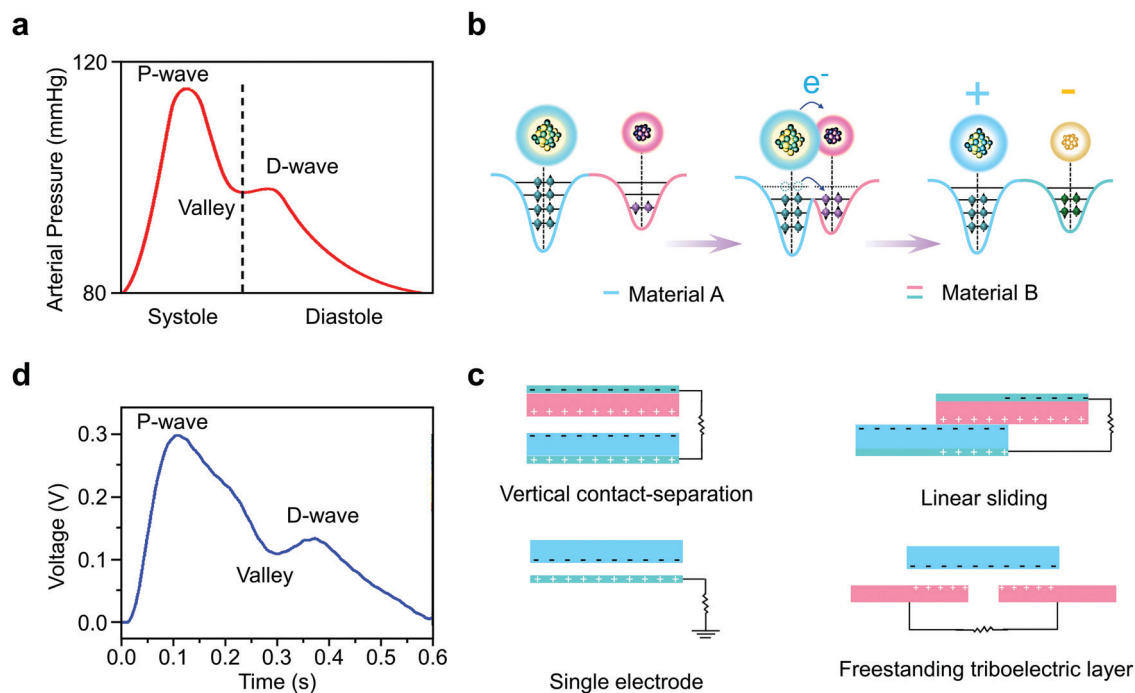 a
120
Arterial Pressure (mmHg)
80
P-wave
D-wave
Valley
Systole
Diastole
b
e-
+
-
Material A
Material B
d
Voltage (V)
0.3
0.2
0.1
0.0
P-wave
D-wave
Valley
0.0 0.1 0.2 0.3 0.4 0.5 0.6
Time (s)
c
- - - - - - - - - -
+ + + + + + + + + +
- - - - - - - - - -
+ + + + + + + + + +
Vertical contact-separation
- - - - - -
+ + + + + + + + + +
- - - - - - - - - -
+ + + + +
Linear sliding
- - - - - - - - - -
+ + + + + + + + + +
Single electrode
- - - - - - - - - -
+ + + + + + + + + +
Freestanding triboelectric layer